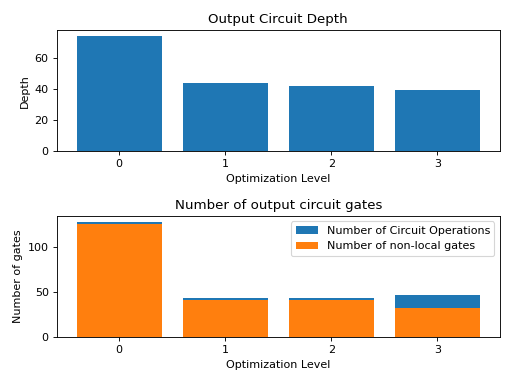 Output Circuit Depth
60
40
20
0
Depth
0 1 2 3
Optimization Level
Number of output circuit gates
100
50
0
Number of gates
Number of Circuit Operations
Number of non-local gates
0 1 2 3
Optimization Level